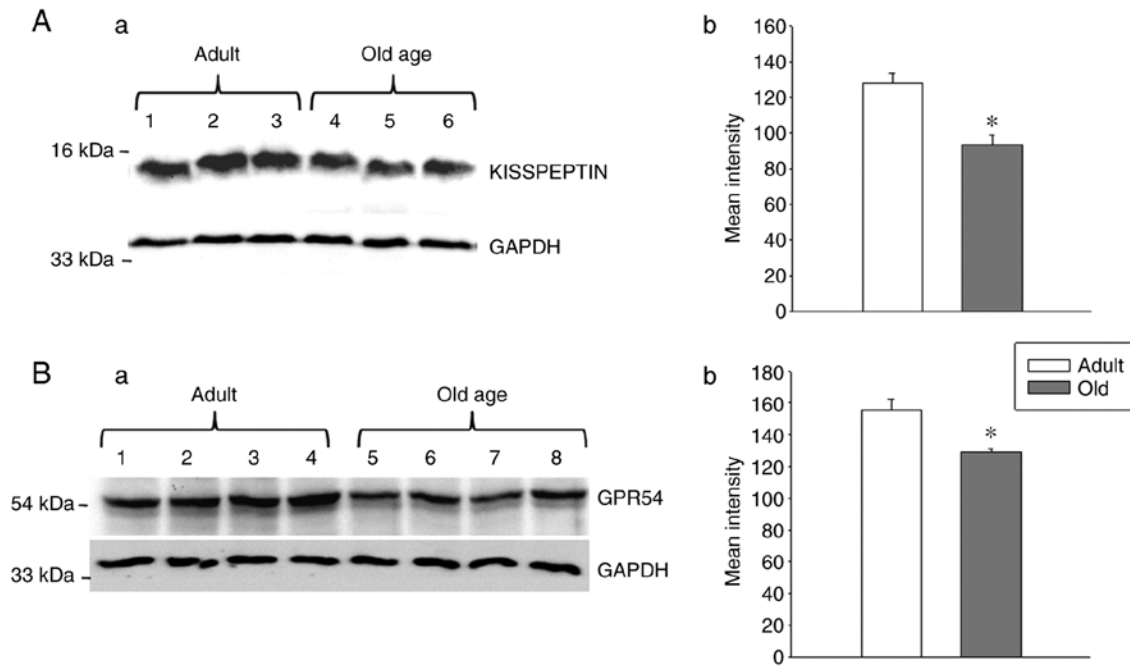 A
a
Adult
Old age
1 2 3 4 5 6
16 kDa
KISSPEPTIN
GAPDH
33 kDa
b
Mean intensity
160
140
120
100
80
60
40
20
0
*
B
a
Adult
Old age
1 2 3 4 5 6 7 8
54 kDa
GPR54
GAPDH
33 kDa
b
Adult
Old
Mean intensity
180
160
140
120
100
80
60
40
20
0
*